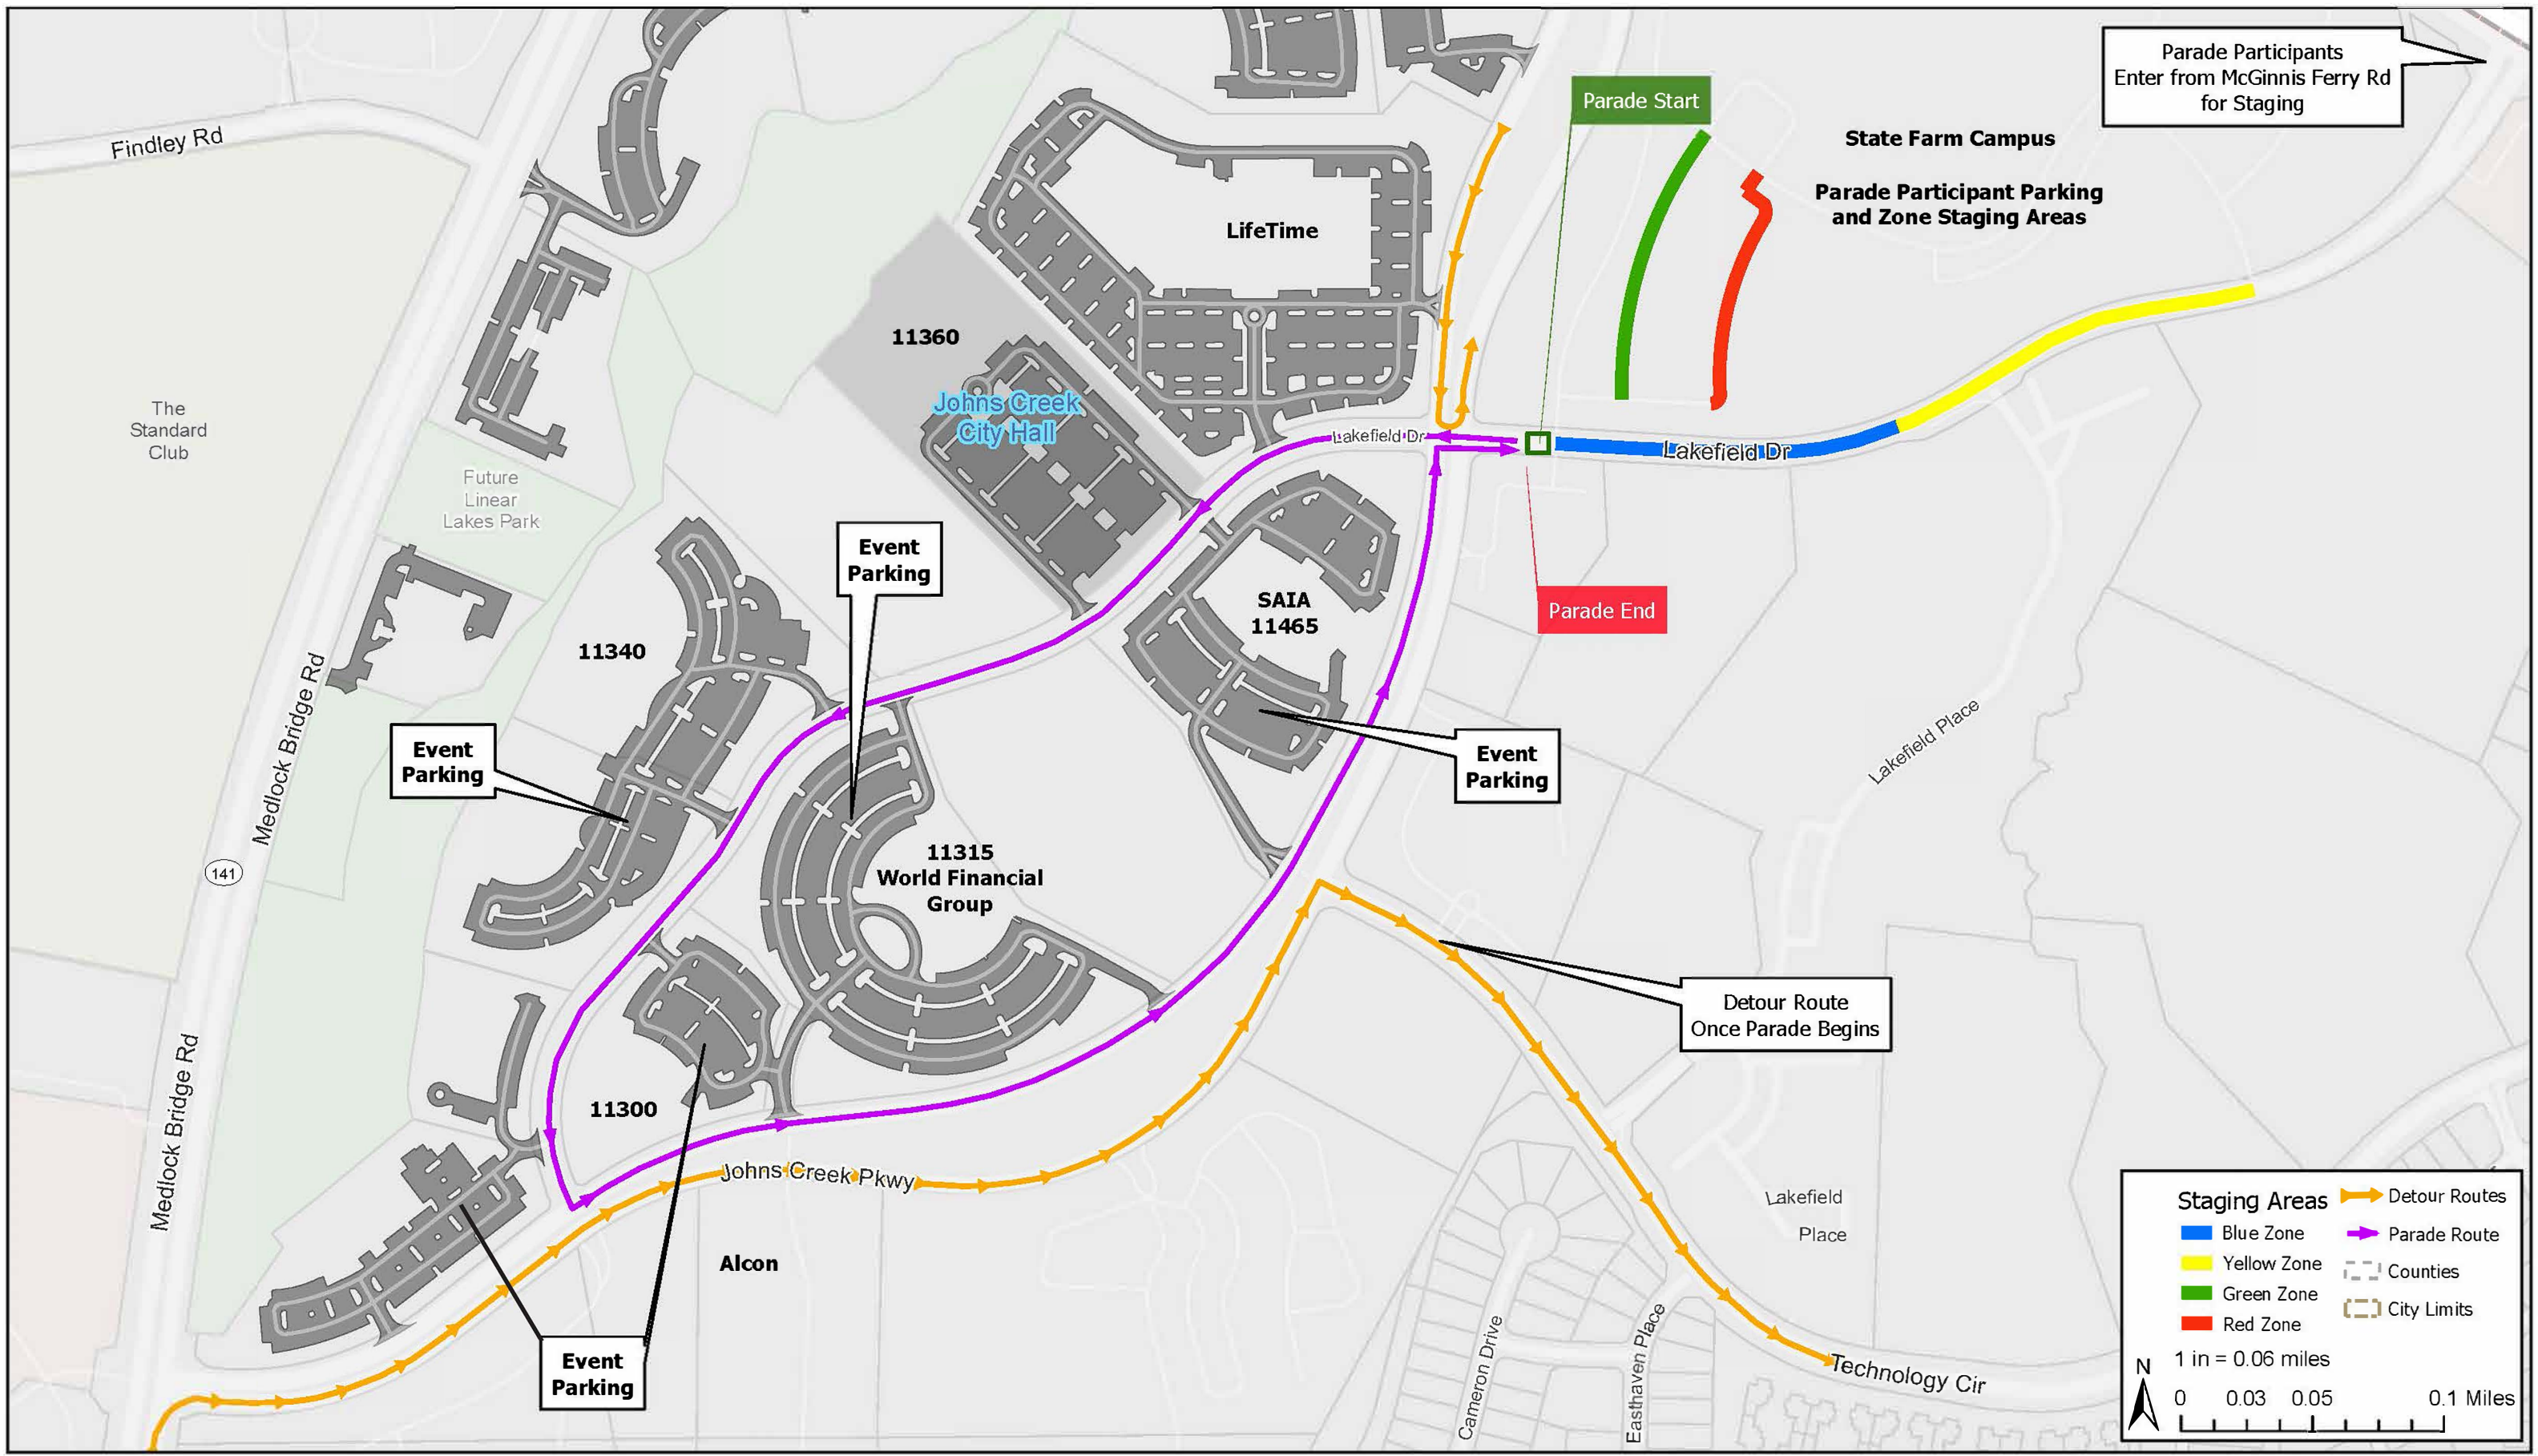 Parade Participants
Enter from McGinnis Ferry Rd
for Staging
Parade Start
Findley Rd
State Farm Campus
Parade Participant Parking
and Zone Staging Areas
LifeTime
11360
Johns Creek
City Hall
The
Standard
Club
Lakefield Dr
Lakefield Dr
Future
Linear
Lakes Park
Event
Parking
SAIA
11465
Parade End
11340
Medlock Bridge Rd
Event
Parking
Event
Parking
Lakefield Place
141
11315
World Financial
Group
Detour Route
Once Parade Begins
11300
Medlock Bridge Rd
Johns Creek Pkwy
Alcon
Lakefield
Place
Event
Parking
Cameron Drive
Easthaven Place
Technology Cir
Staging Areas
Blue Zone
Yellow Zone
Green Zone
Red Zone
Detour Routes
Parade Route
Counties
City Limits
N
1 in = 0.06 miles
0 0.03 0.05 0.1 Miles